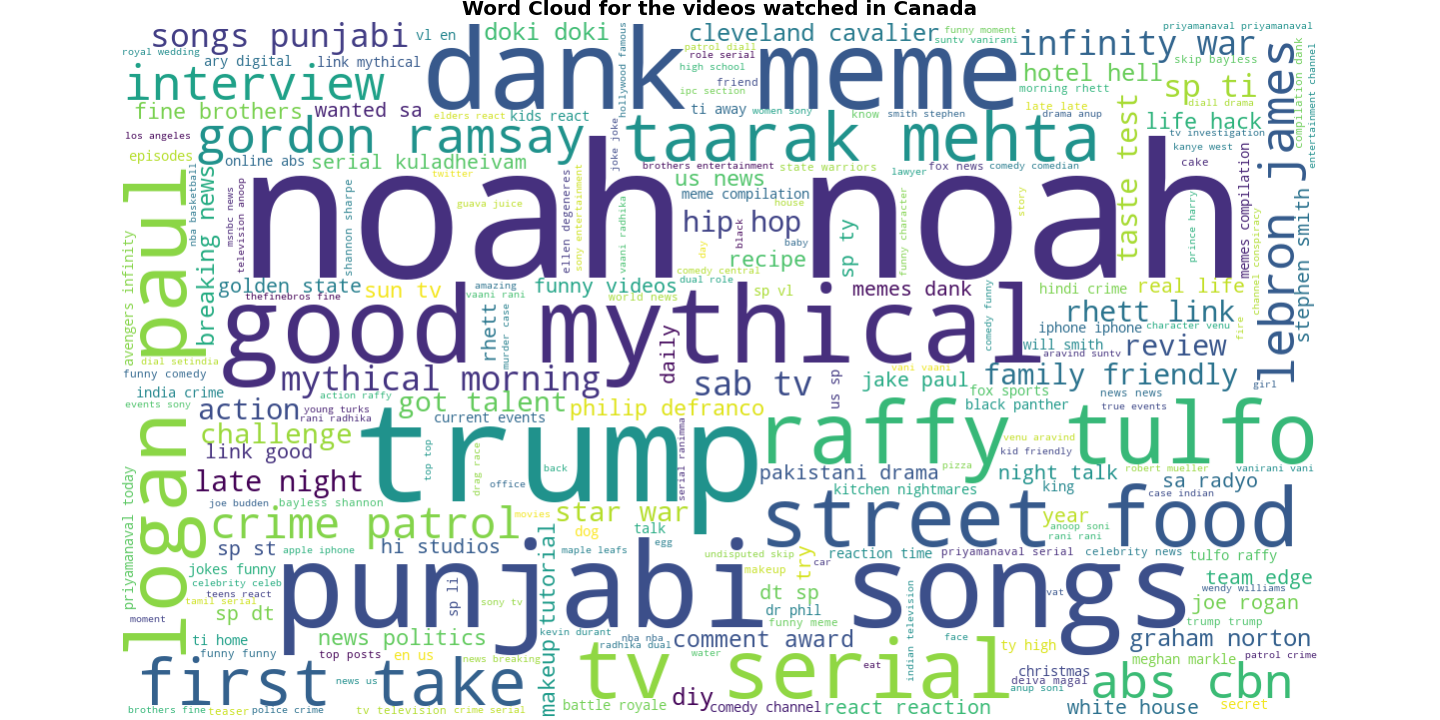 Word Cloud for the videos watched in Canada
priyamanaval priyamanaval
royal wedding
songs punjabi
vl en
doki doki
cleveland cavalier
funny moment
suntv vanirani
infinity war
skip bayless
ary digital
link mythical
dank meme
patrol diall
role serial
high school
friend
ipc section
hollywood famous
interview
hotel hell
morning rhett
sp ti
diall drama
compilation dank
entertainment channel
fine brothers
wanted sa
elders react
kids react
ti away
women sony
know
smith stephen
late late
drama anup
life hack
tv investigation
los angeles
gordon ramsay
joke joke
taarak mehta
taste test
kanye west
cake
lebron james
episodes
online abs
serial kuladheivam
twitter
brothers entertainment
state warriors
lawyer
fox news
comedy comedian
us news
meme compilation
house
noah noah
nba basketball
breaking news
msnbc news
television anoop
shannon sharpe
guava juice
ellen degeneres
sony entertainment
vaani radhika
hip hop
black
baby
day
recipe
sp ty
funny character
story
prince harry
memes compilation
channel conspiracy
stephen smith
logan paul
avengers infinity
golden state
thefinebros fine
sun tv
amazing
vaani rani
funny videos
world news
comedy central
dual role
sp vl
memes dank
comedy funny
hindi crime
real life
good mythical
rhett link
iphone iphone
character venu
fire
will smith
aravind suntv
review
dial setindia
funny comedy
rhett
murder case
daily
mythical morning
sab tv
us sp
vani vaani
jake paul
fox sports
family friendly
girl
india crime
events sony
action raffy
action
young turks
rani radhika
got talent
philip defranco
current events
black panther
news news
true events
challenge
link good
trump
raffy tulfo
venu aravind
kid friendly
late night
top top
drag race
back
office
serial ranimma
pakistani drama
pizza
night talk
robert mueller
vanirani vani
kitchen nightmares
king
sa radyo
case indian
priyamanaval today
joe budden
bayless shannon
crime patrol
movies
star war
dog
talk
street food
year
anoop soni
rani rani
sp st
apple iphone
hi studios
maple leafs
egg
undisputed skip
try
car
reaction time
priyamanaval serial
celebrity news
tulfo raffy
jokes funny
celebrity celeb
teens react
tamil serial
moment
sp dt
punjabi songs
sp li
sony tv
makeup tutorial
makeup
dt sp
dr phil
funny meme
vat
team edge
wendy williams
joe rogan
trump trump
ti home
funny funny
news politics
top posts
en us
news breaking
kevin durant
nba nba
radhika dual
water
comment award
eat
face
indian television
ty high
graham norton
meghan markle
patrol crime
first take
news us
tv serial
diy
comedy channel
christmas
deiva magal
anup soni
abs cbn
brothers fine
teaser
police crime
tv television
crime serial
battle royale
react reaction
white house
secret